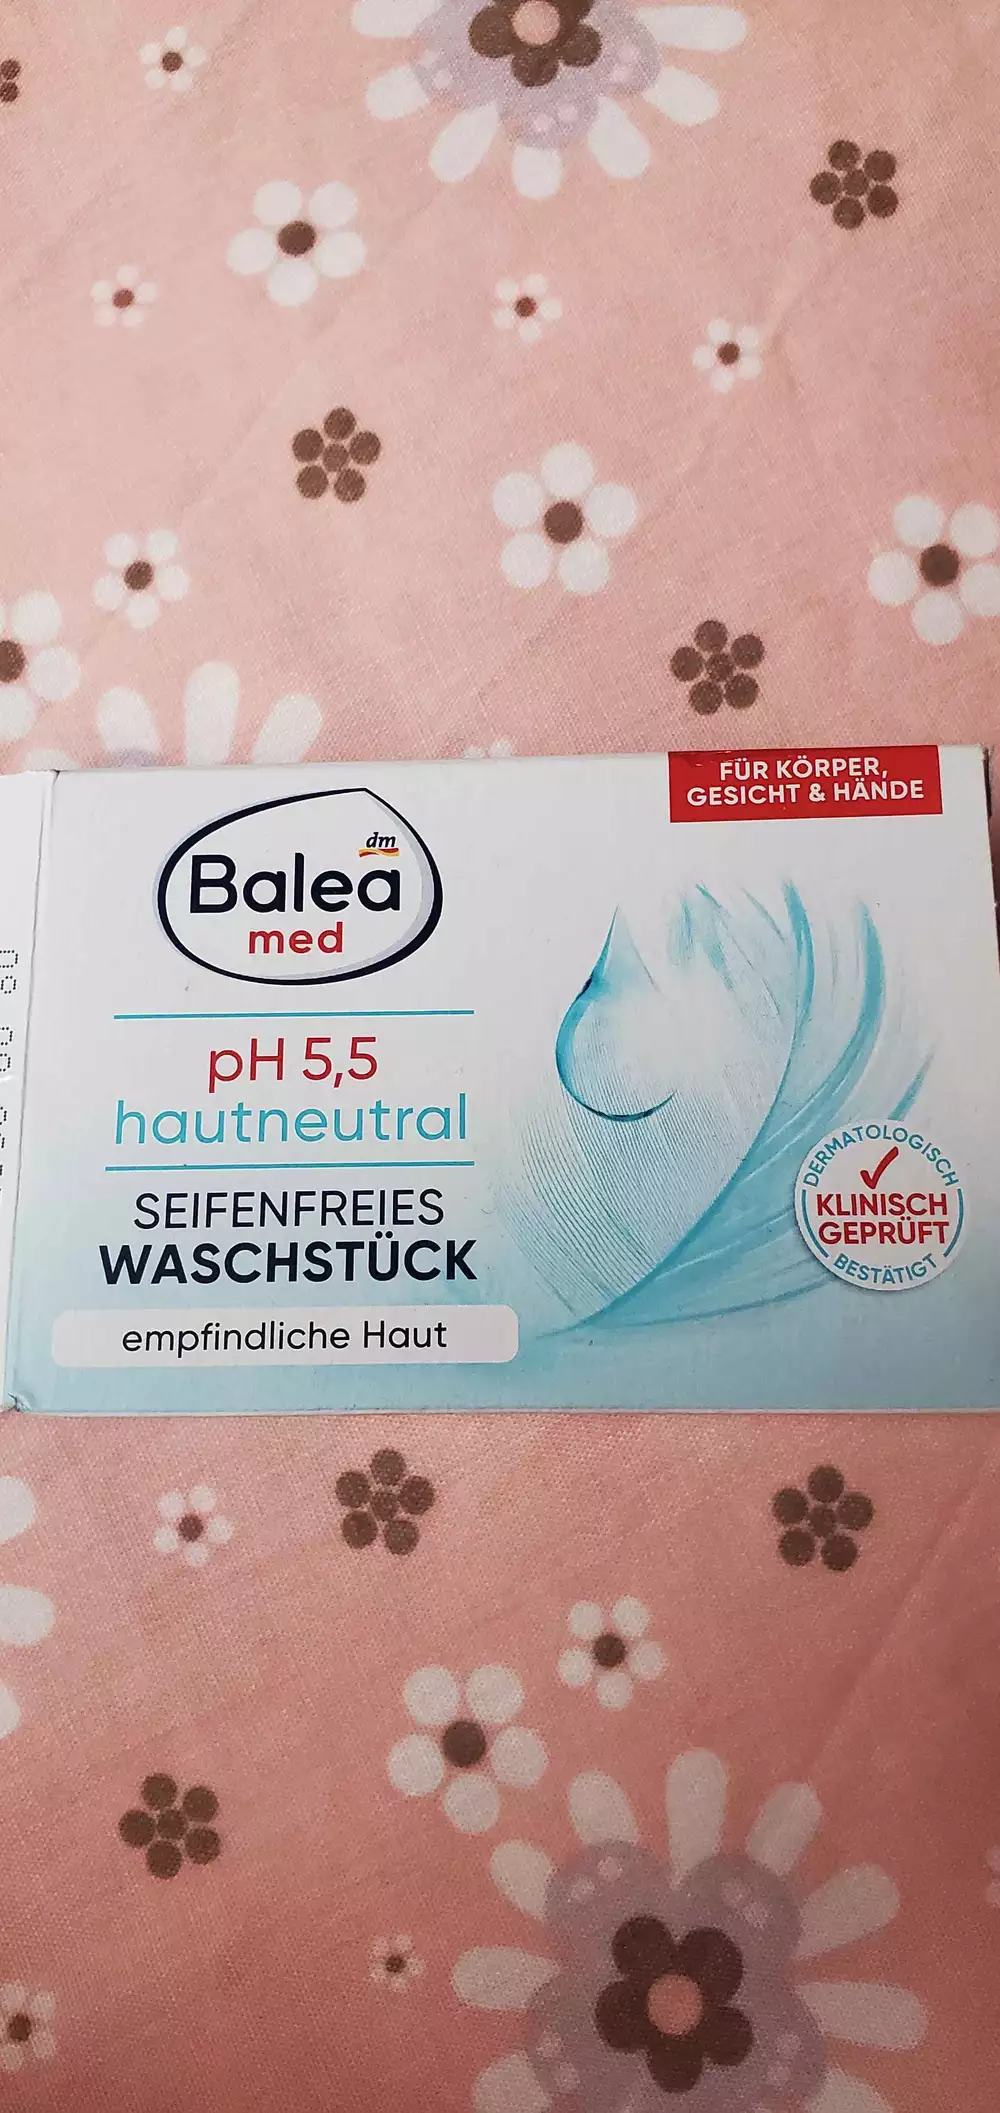 FÜR KÖRPER,
GESICHT & HÄNDE
dm
Balea
med
pH 5,5
hautneutral
SEIFENFREIES
WASCHSTÜCK
empfindliche Haut
DERMATOLOGISCH
KLINISCH
GEPRÜFT
BESTÄTIGT